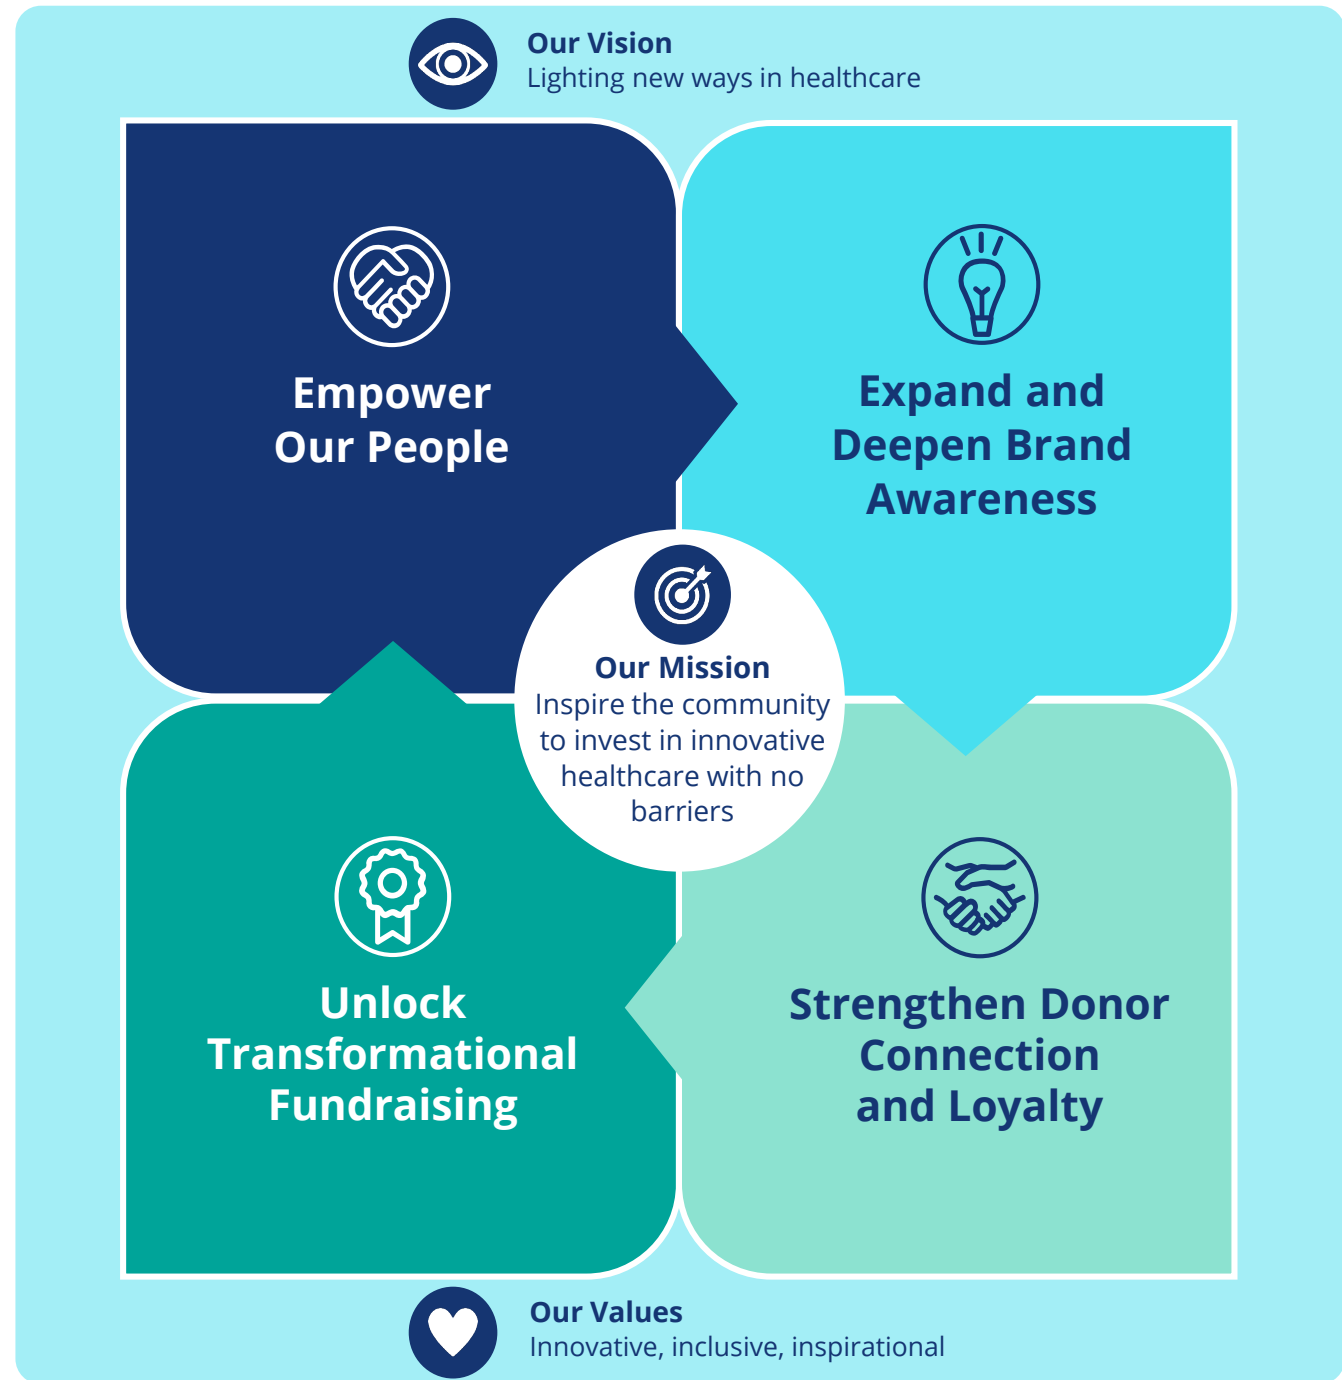 Our Vision
Lighting new ways in healthcare
Empower
Our People
Expand and
Deepen Brand
Awareness
Our Mission
Inspire the community
to invest in innovative
healthcare with no
barriers
Unlock
Transformational
Fundraising
Strengthen Donor
Connection
and Loyalty
Our Values
Innovative, inclusive, inspirational